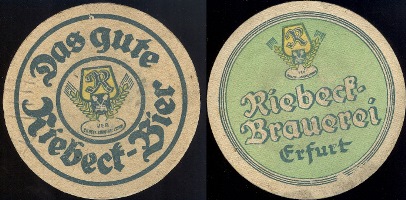 Das gute
R
Riebeck-Bier
R
Riebeck-
Brauerei
Erfurt